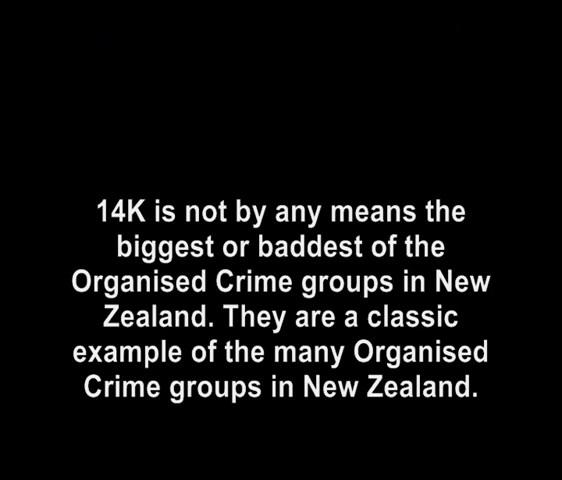 14K is not by any means the
biggest or baddest of the
Organised Crime groups in New
Zealand. They are a classic
example of the many Organised
Crime groups in New Zealand.